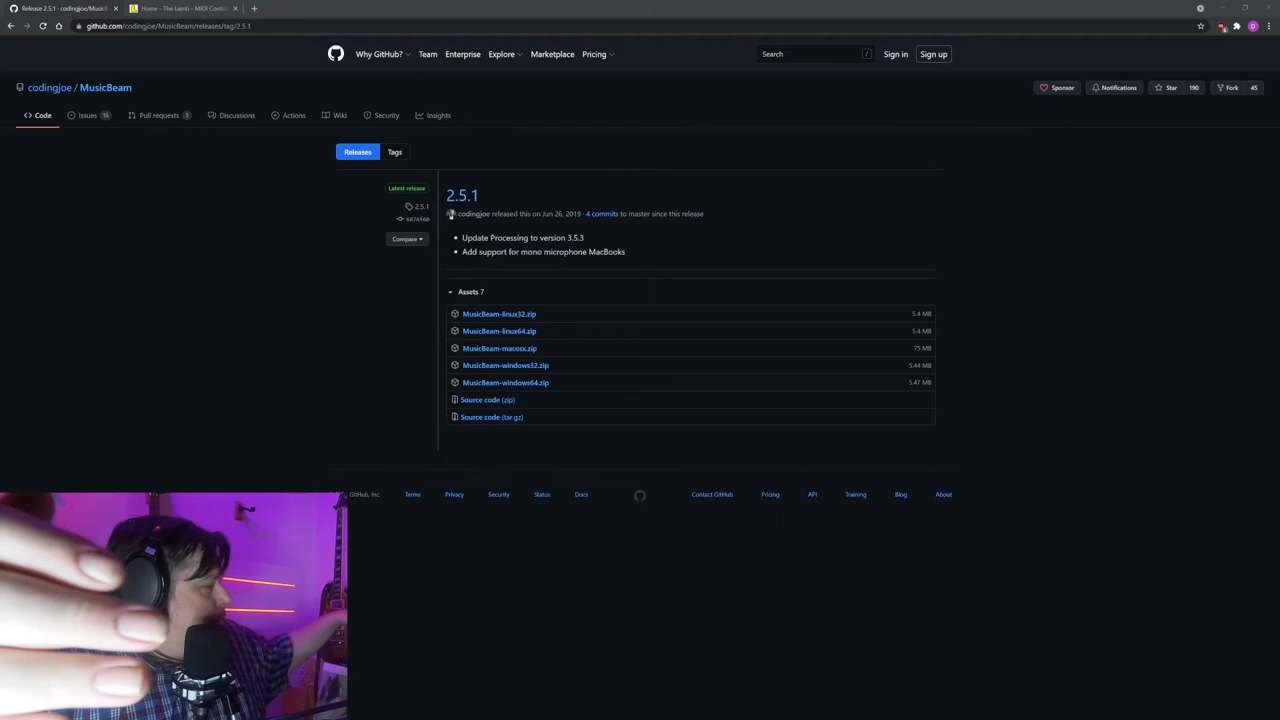 Release 2.5.1 · codingjoe/Music
Home - The Lamb - MIDI Contro
github.com/codingjoe/MusicBeam/releases/tag/2.5.1
Why GitHub? Team Enterprise Explore Marketplace Pricing
Search / Sign in Sign up
codingjoe / MusicBeam
Sponsor Notifications Star 190 Fork 45
Code Issues 16 Pull requests 3 Discussions Actions Wiki Security Insights
Releases Tags
Latest release
2.5.1
6874f60
Compare
2.5.1
codingjoe released this on Jun 26, 2019 · 4 commits to master since this release
• Update Processing to version 3.5.3
• Add support for mono microphone MacBooks
Assets 7
MusicBeam-linux32.zip 5.4 MB
MusicBeam-linux64.zip 5.4 MB
MusicBeam-macosx.zip 75 MB
MusicBeam-windows32.zip 5.44 MB
MusicBeam-windows64.zip 5.47 MB
Source code (zip)
Source code (tar.gz)
GitHub, Inc. Terms Privacy Security Status Docs Contact GitHub Pricing API Training Blog About